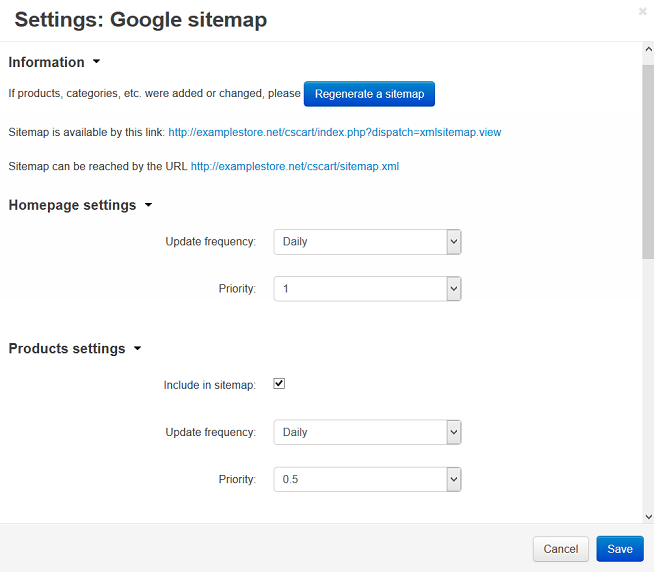 Settings: Google sitemap
Information
If products, categories, etc. were added or changed, please Regenerate a sitemap
Sitemap is available by this link: http://examplestore.net/cscart/index.php?dispatch=xmlsitemap.view
Sitemap can be reached by the URL http://examplestore.net/cscart/sitemap.xml
Homepage settings
Update frequency: Daily
Priority: 1
Products settings
Include in sitemap:
Update frequency: Daily
Priority: 0.5
Cancel Save